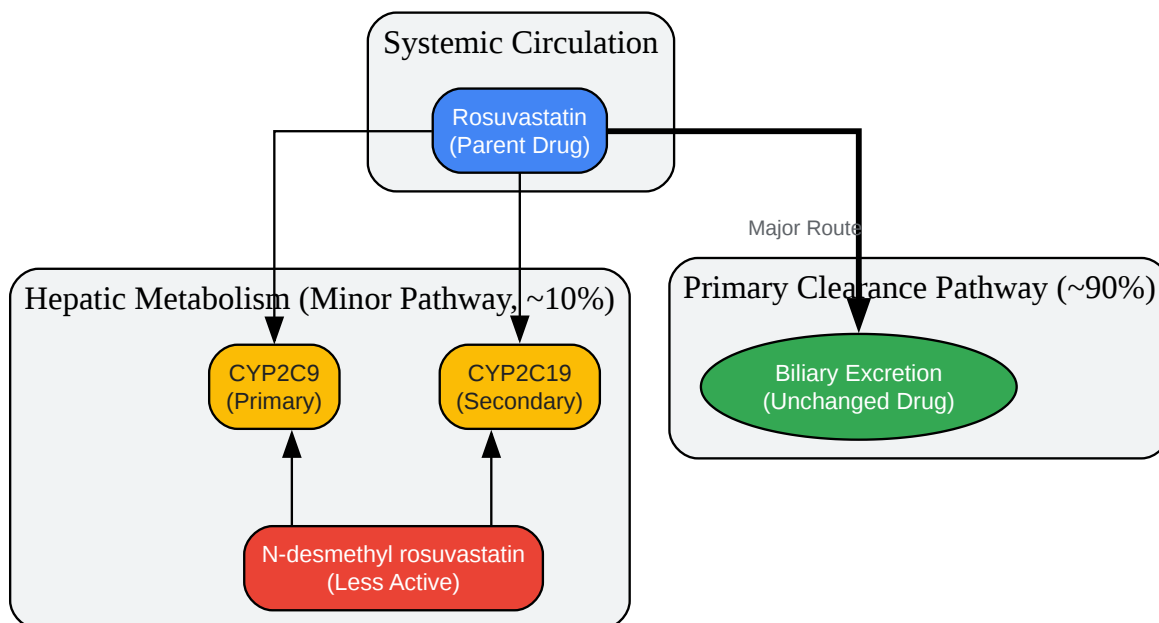 Systemic Circulation
Rosuvastatin
(Parent Drug)
Major Route
Hepatic Metabolism (Minor Pathway, ~10%)
Primary Clearance Pathway (~90%)
CYP2C9
(Primary)
CYP2C19
(Secondary)
Biliary Excretion
(Unchanged Drug)
N-desmethyl rosuvastatin
(Less Active)